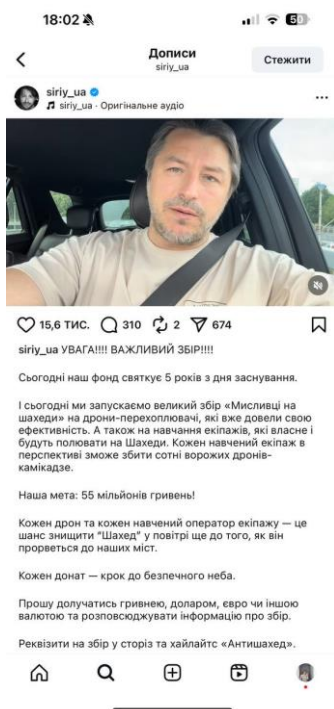 18:02
50
Дописи
siriy_ua
Стежити
siriy_ua
siriy_ua · Оригінальне аудіо
15,6 ТИС.
310
2
674
siriy_ua УВАГА!!!! ВАЖЛИВИЙ ЗБІР!!!!
Сьогодні наш фонд святкує 5 років з дня заснування.
І сьогодні ми запускаємо великий збір «Мисливці на
шахеди» на дрони-перехоплювачі, які вже довели свою
ефективність. А також на навчання екіпажів, які власне і
будуть полювати на Шахеди. Кожен навчений екіпаж в
перспективі зможе збити сотні ворожих дронів-
камікадзе.
Наша мета: 55 мільйонів гривень!
Кожен дрон та кожен навчений оператор екіпажу — це
шанс знищити “Шахед” у повітрі ще до того, як він
прорветься до наших міст.
Кожен донат — крок до безпечного неба.
Прошу долучатись гривнею, доларом, євро чи іншою
валютою та розповсюджувати інформацію про збір.
Реквізити на збір у сторіз та хайлайтс «Антишахед».